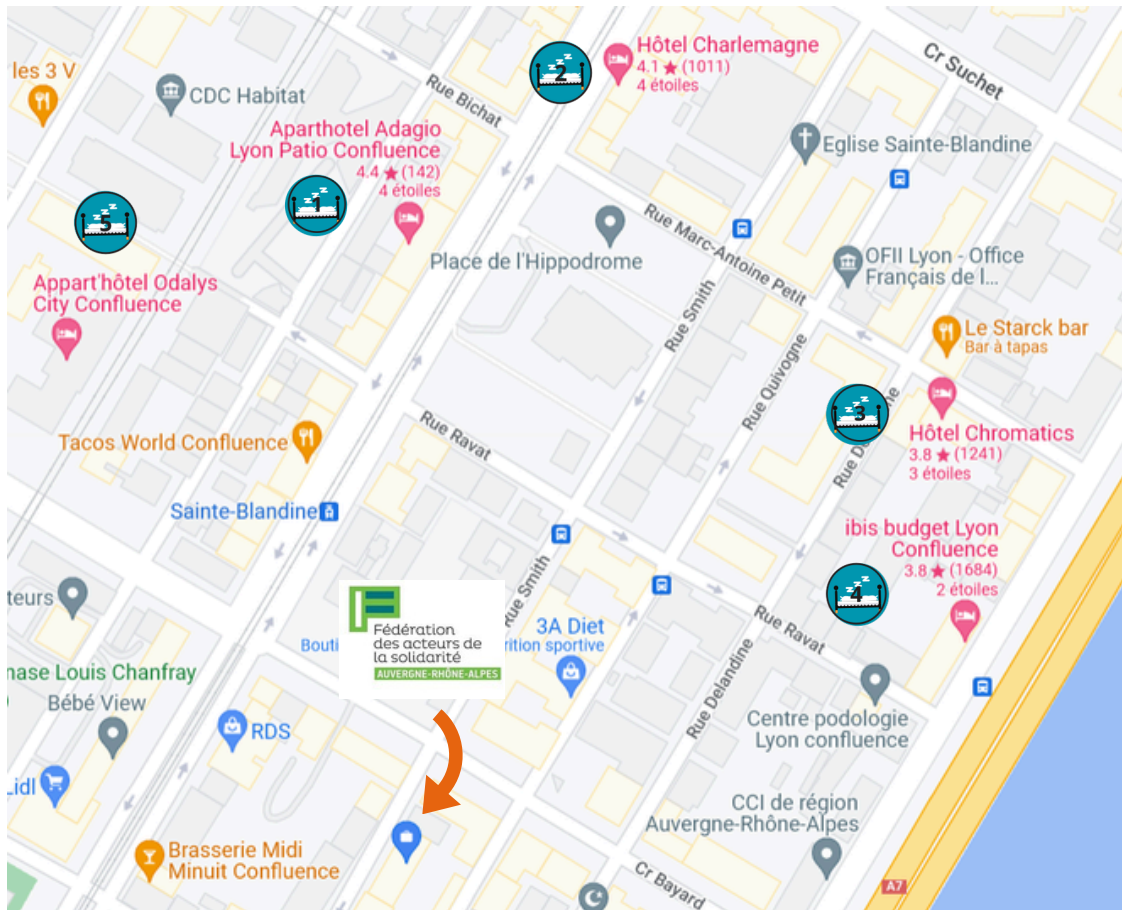 les 3 V
CDC Habitat
Rue Bichat
2
Hôtel Charlemagne
4.1 ★ (1011)
4 étoiles
Cr Suchet
Aparthotel Adagio
Lyon Patio Confluence
4.4 ★ (142)
4 étoiles
1
5
Eglise Sainte-Blandine
Place de l'Hippodrome
Rue Marc-Antoine Petit
OFII Lyon - Office
Français de l...
Appart'hôtel Odalys
City Confluence
Rue Smith
Rue Quivogne
Le Starck bar
Bar à tapas
3
Hôtel Chromatics
3.8 ★ (1241)
3 étoiles
Tacos World Confluence
Rue Ravat
Sainte-Blandine
ibis budget Lyon
Confluence
3.8 ★ (1684)
2 étoiles
4
Rue Smith
Rue Ravat
Fédération
des acteurs de
la solidarité
AUVERGNE-RHÔNE-ALPES
3A Diet
Rue Delandine
Bébé View
RDS
Centre podologie
Lyon confluence
CCI de région
Auvergne-Rhône-Alpes
Brasserie Midi
Minuit Confluence
Cr Bayard
A7